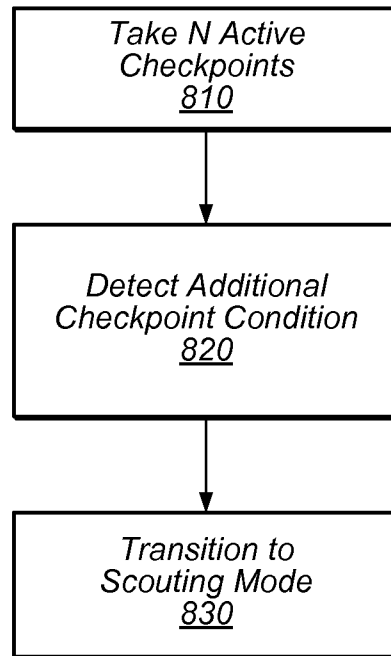 Take N Active
Checkpoints
810
Detect Additional
Checkpoint Condition
820
Transition to
Scouting Mode
830